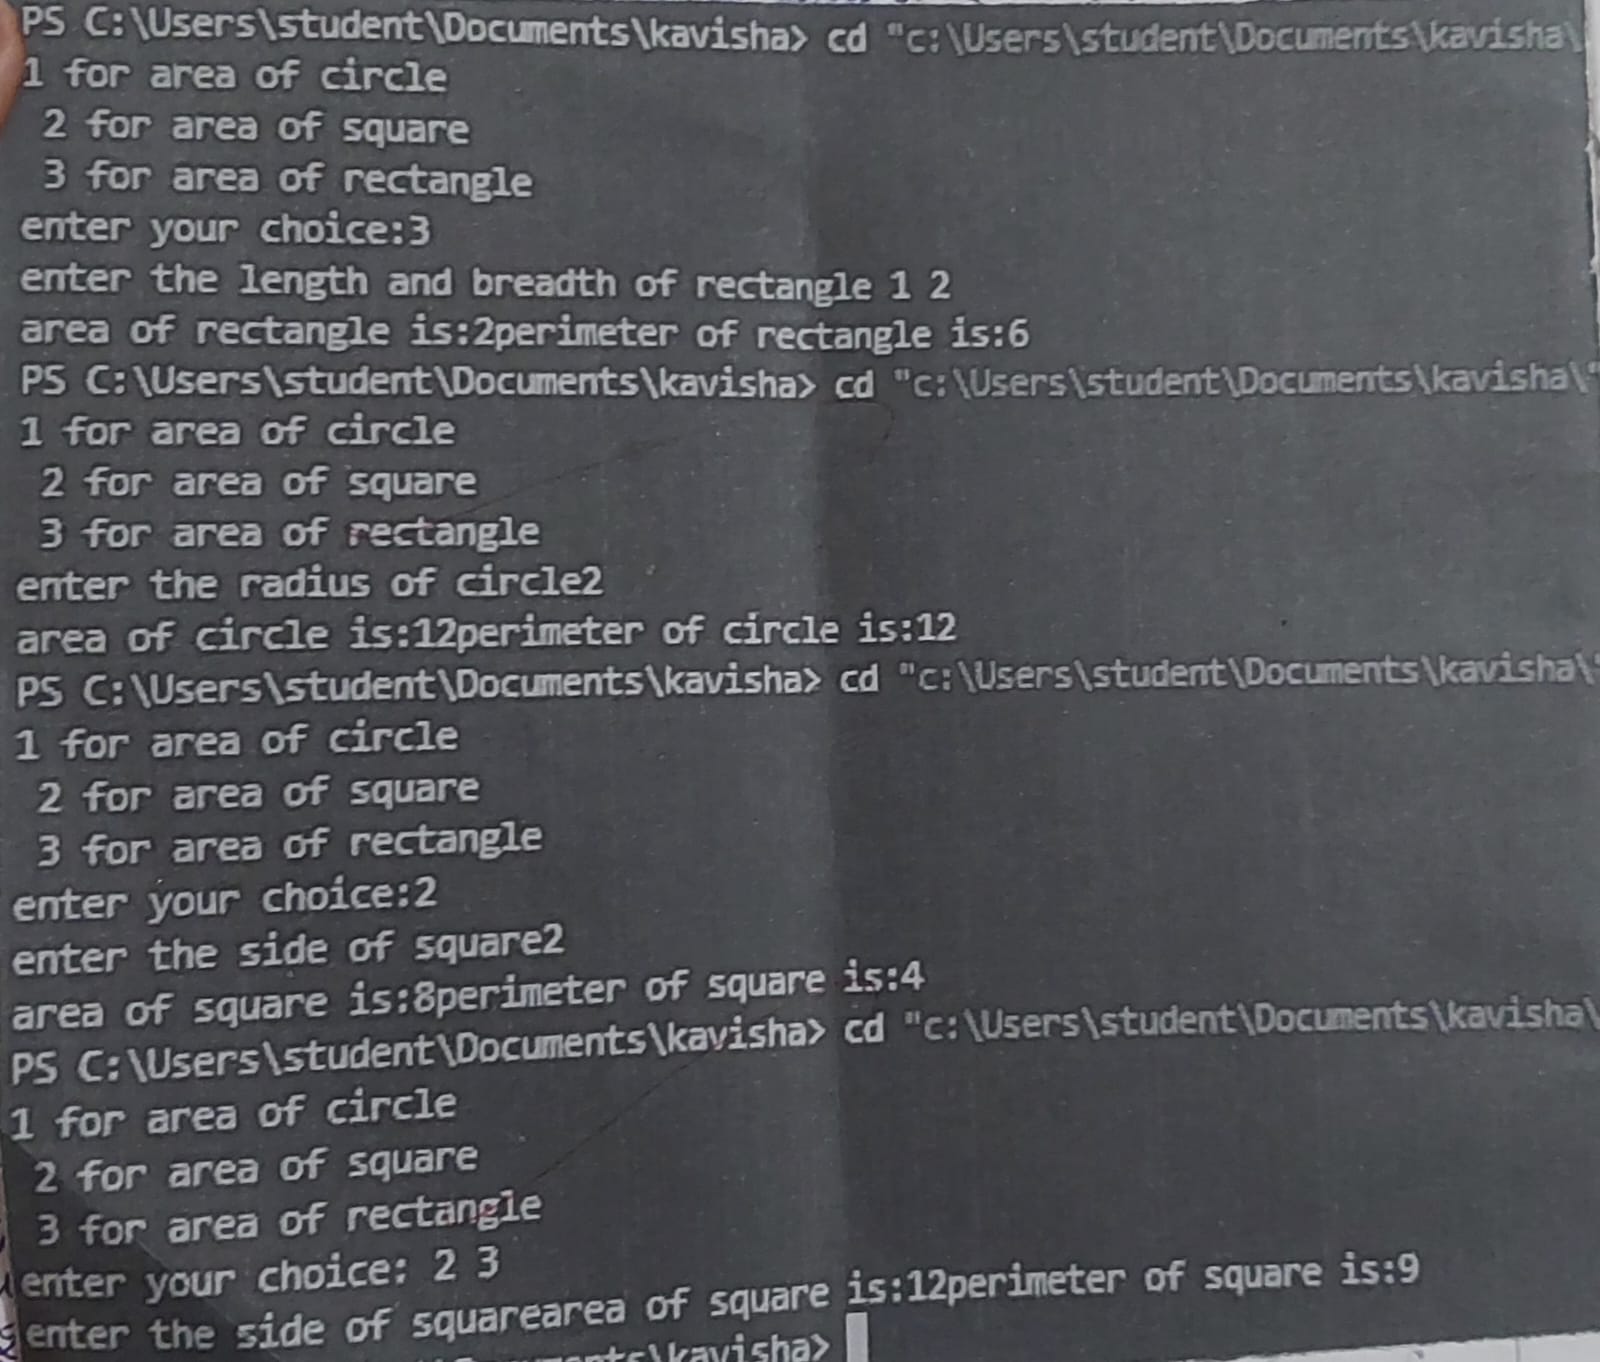 PS C:\Users\student\Documents\kavisha> cd "c:\Users\student\Documents\kavisha\
1 for area of circle
2 for area of square
3 for area of rectangle
enter your choice:3
enter the length and breadth of rectangle 1 2
area of rectangle is:2perimeter of rectangle is:6
PS C:\Users\student\Documents\kavisha> cd "c:\Users\student\Documents\kavisha\"
1 for area of circle
2 for area of square
3 for area of rectangle
enter the radius of circle2
area of circle is:12perimeter of circle is:12
PS C:\Users\student\Documents\kavisha> cd "c:\Users\student\Documents\kavisha\"
1 for area of circle
2 for area of square
3 for area of rectangle
enter your choice:2
enter the side of square2
area of square is:8perimeter of square is:4
PS C:\Users\student\Documents\kavisha> cd "c:\Users\student\Documents\kavisha\
1 for area of circle
2 for area of square
3 for area of rectangle
enter your choice: 2 3
enter the side of squarearea of square is:12perimeter of square is:9
\kavisha>